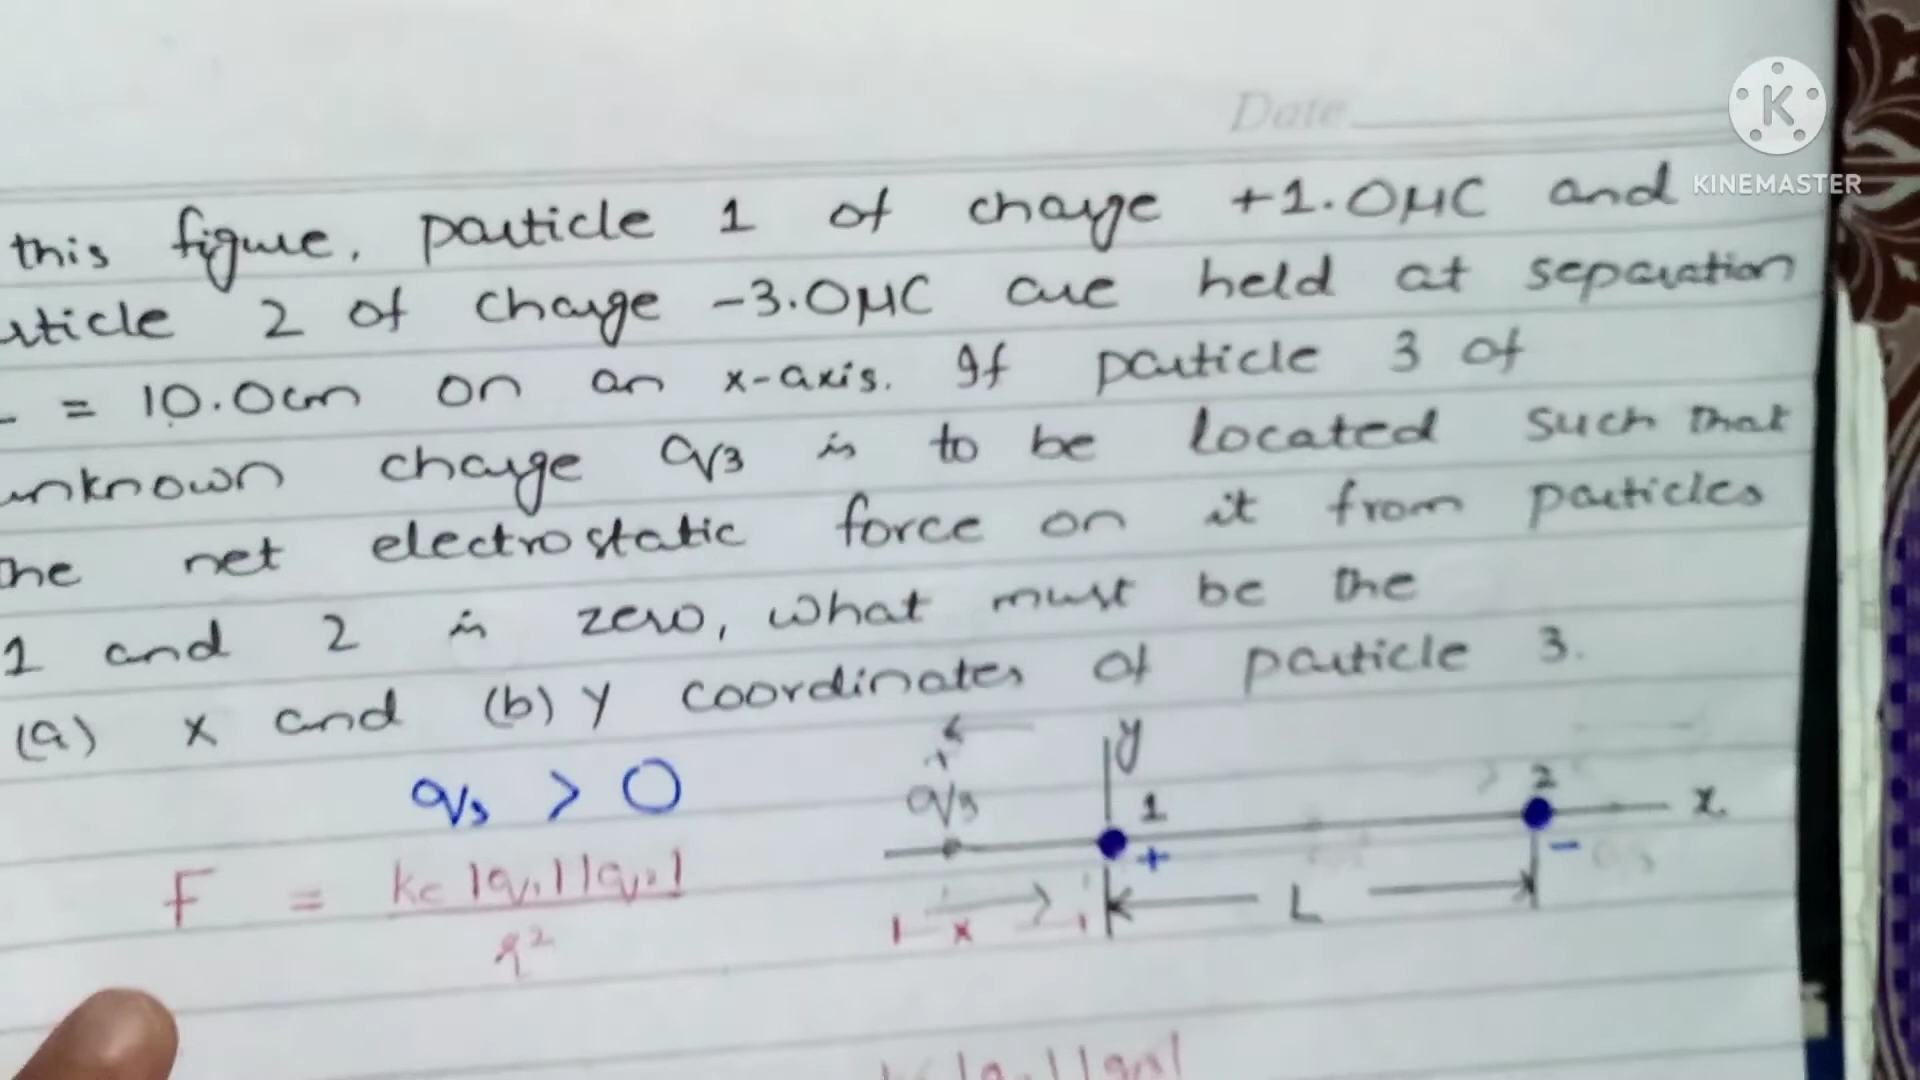 Date
K
KINEMASTER
this figure, particle 1 of charge +1.0μC and
rticle 2 of charge -3.0μC are held at separation
= 10.0cm on an x-axis. If particle 3 of
unknown charge q3 is to be located such that
he net electrostatic force on it from particles
1 and 2 is zero, what must be the
(a) x and (b) y coordinates of particle 3.
q3 > 0
F = k |q1| |q2| / r²
+
q3
y
1
2
x
+
-
x
L